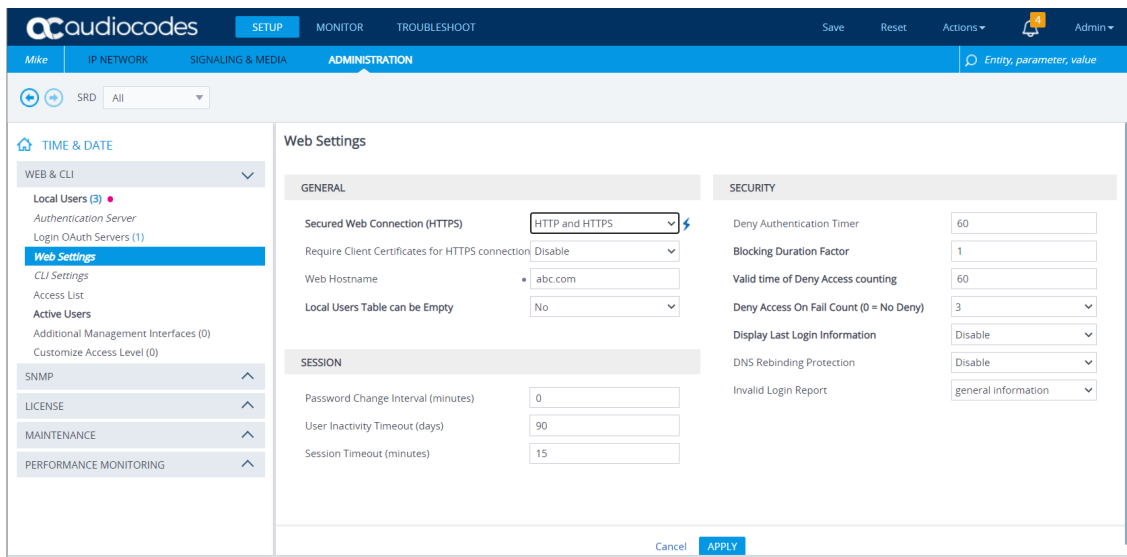 audiocodes SETUP MONITOR TROUBLESHOOT Save Reset Actions 4 Admin
Mike IP NETWORK SIGNALING & MEDIA ADMINISTRATION Entity, parameter, value
SRD All
TIME & DATE
WEB & CLI
Local Users (3)
Authentication Server
Login OAuth Servers (1)
Web Settings
CLI Settings
Access List
Active Users
Additional Management Interfaces (0)
Customize Access Level (0)
SNMP
LICENSE
MAINTENANCE
PERFORMANCE MONITORING
Web Settings
GENERAL
Secured Web Connection (HTTPS) HTTP and HTTPS
Require Client Certificates for HTTPS connection Disable
Web Hostname abc.com
Local Users Table can be Empty No
SESSION
Password Change Interval (minutes) 0
User Inactivity Timeout (days) 90
Session Timeout (minutes) 15
SECURITY
Deny Authentication Timer 60
Blocking Duration Factor 1
Valid time of Deny Access counting 60
Deny Access On Fail Count (0 = No Deny) 3
Display Last Login Information Disable
DNS Rebinding Protection Disable
Invalid Login Report general information
Cancel APPLY